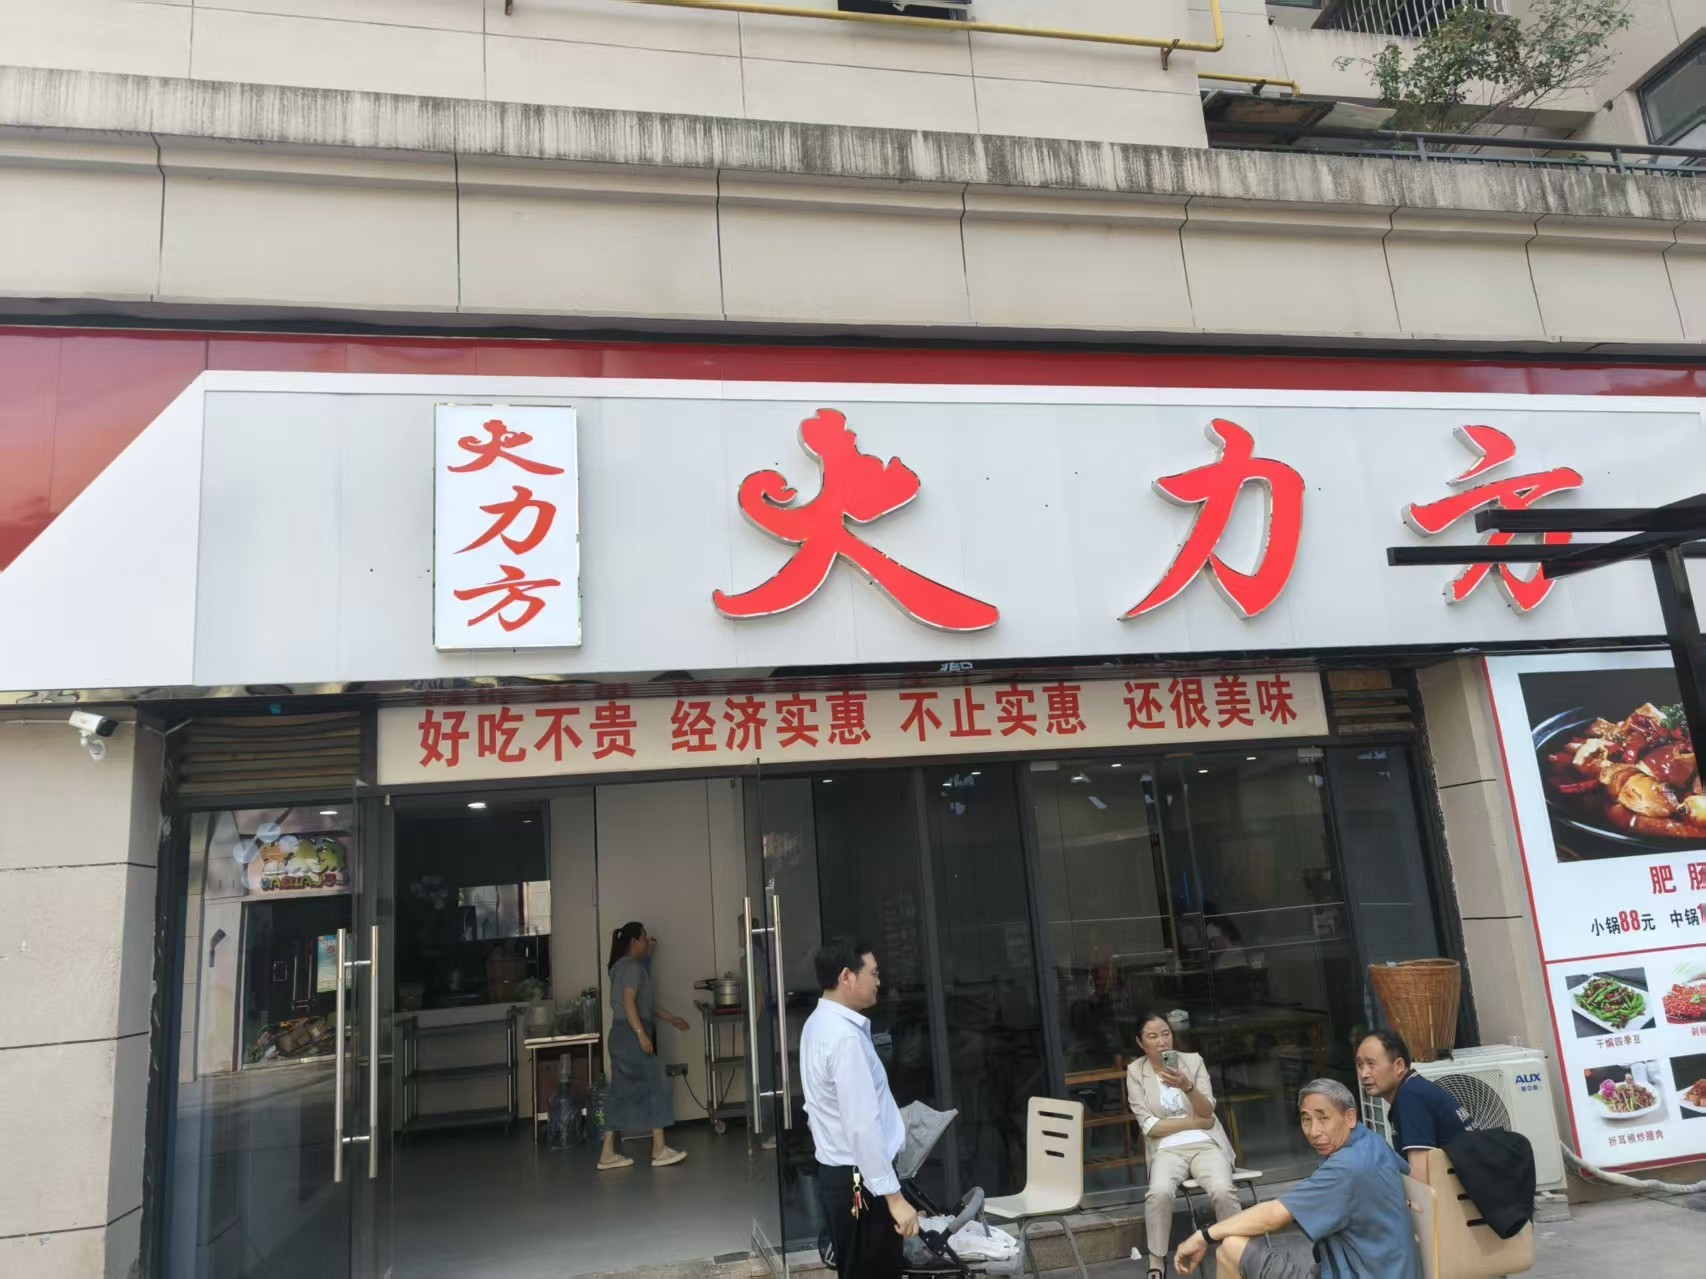 火力方
火力方
好吃不贵 经济实惠 不止实惠 还很美味
肥肠
小锅88元 中锅
干煸四季豆
折耳根炒腊肉
AUX